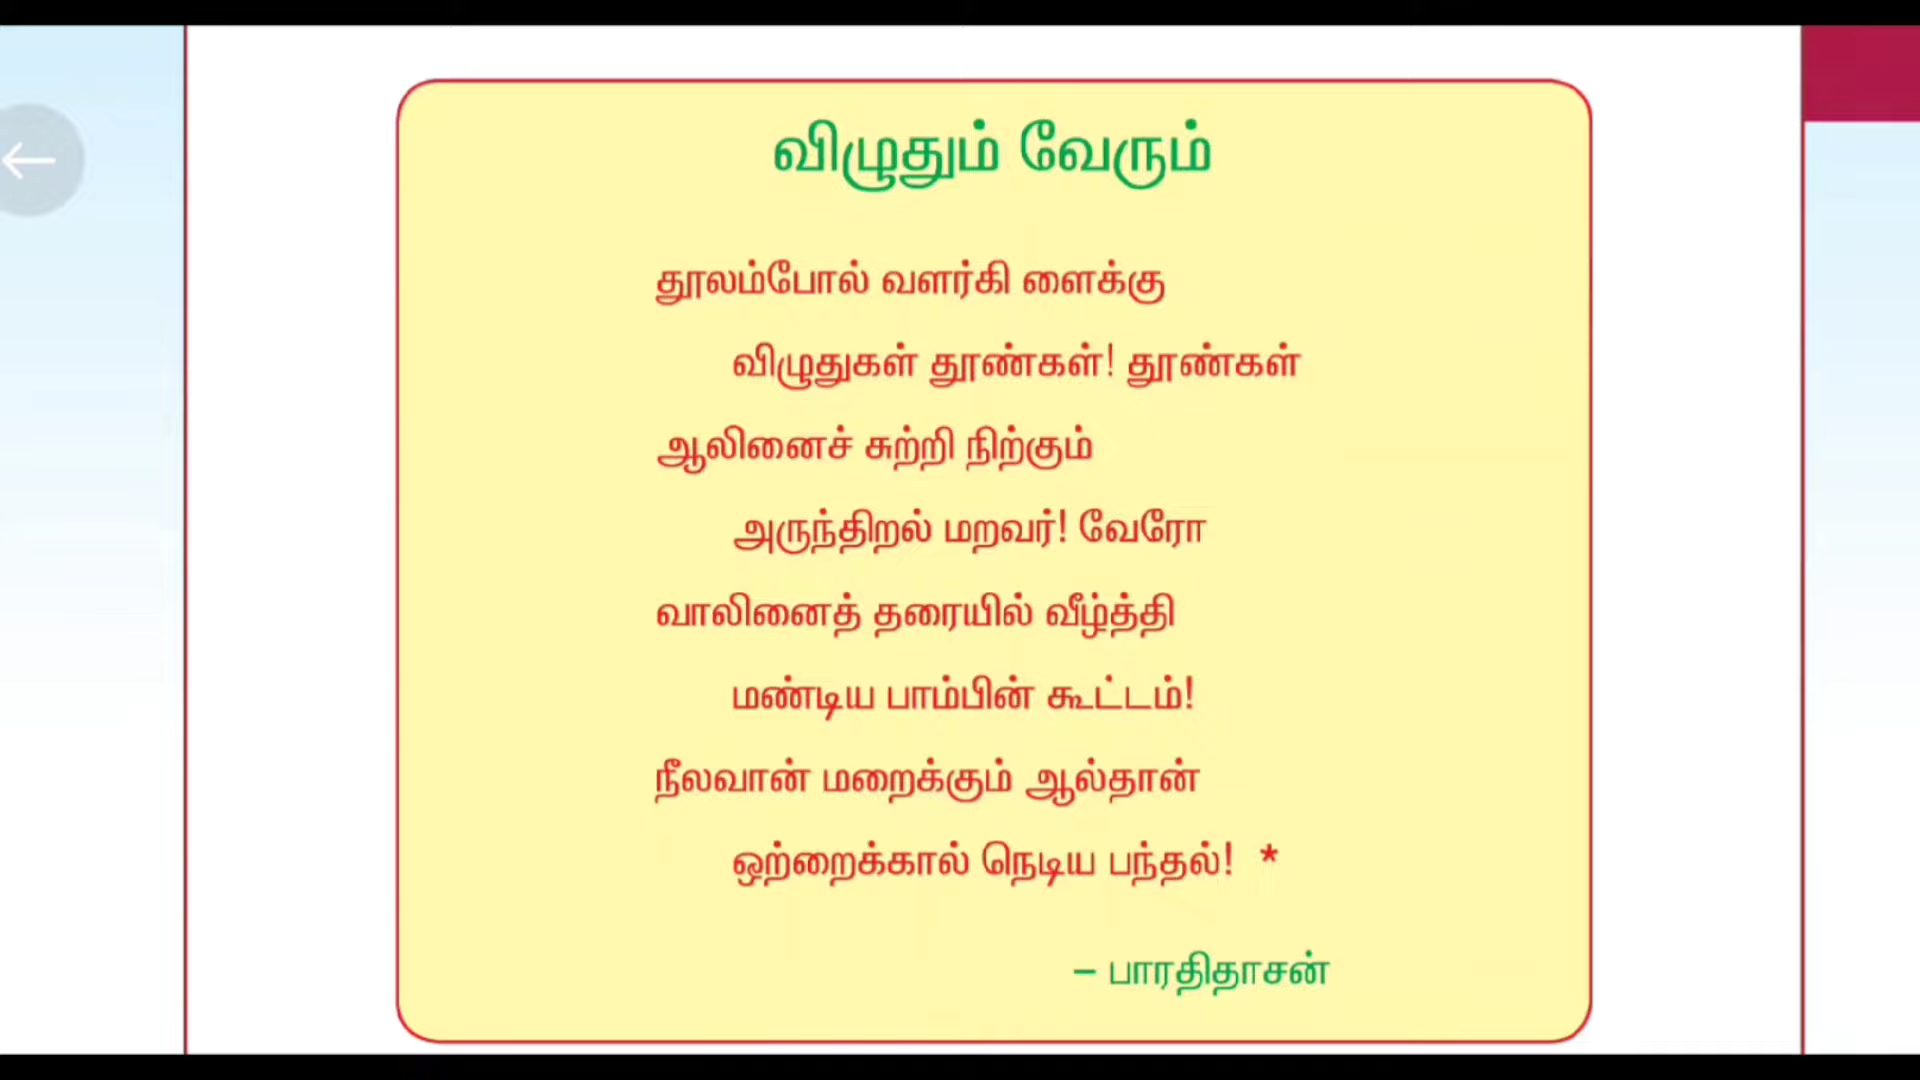 விழுதும் வேரும்
தூலம்போல் வளர்கி ளைக்கு
விழுதுகள் தூண்கள்! தூண்கள்
ஆலினைச் சுற்றி நிற்கும்
அருந்திறல் மறவர்! வேரோ
வாலினைத் தரையில் வீழ்த்தி
மண்டிய பாம்பின் கூட்டம்!
நீலவான் மறைக்கும் ஆல்தான்
ஒற்றைக்கால் நெடிய பந்தல்! *
– பாரதிதாசன்